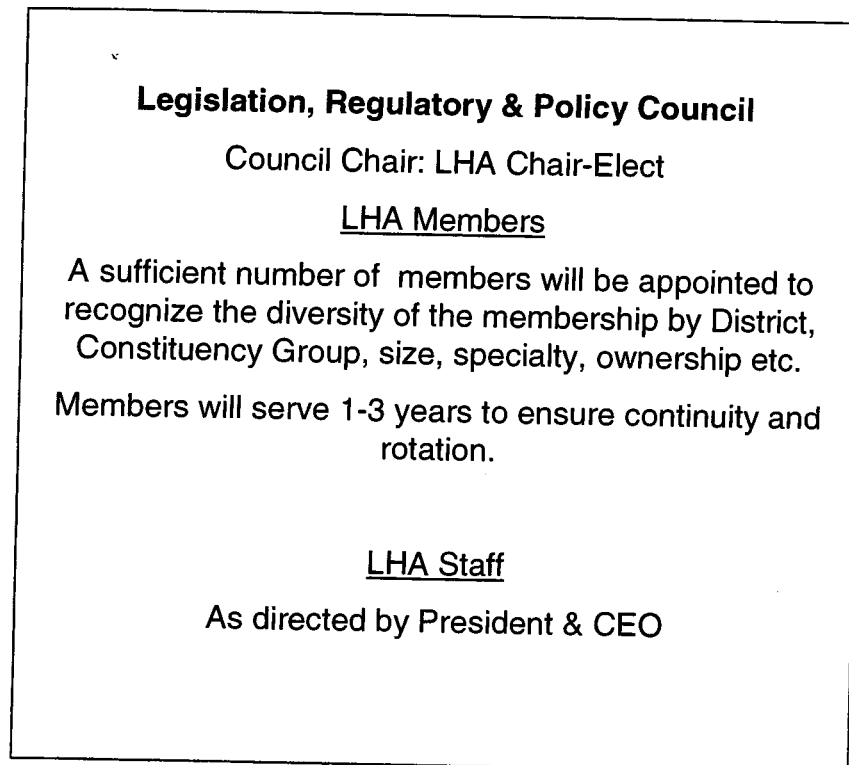 Legislation, Regulatory & Policy Council
Council Chair: LHA Chair-Elect
LHA Members
A sufficient number of members will be appointed to
recognize the diversity of the membership by District,
Constituency Group, size, specialty, ownership etc.
Members will serve 1-3 years to ensure continuity and
rotation.
LHA Staff
As directed by President & CEO